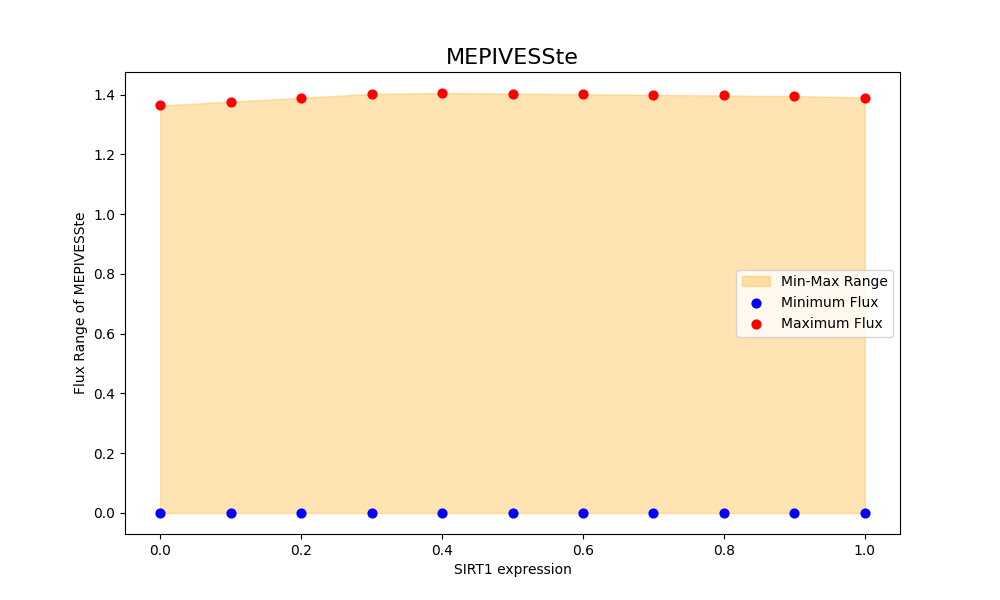 MEPIVESSte
Flux Range of MEPIVESSte
1.4
1.2
1.0
0.8
0.6
0.4
0.2
0.0
Min-Max Range
Minimum Flux
Maximum Flux
0.0 0.2 0.4 0.6 0.8 1.0
SIRT1 expression